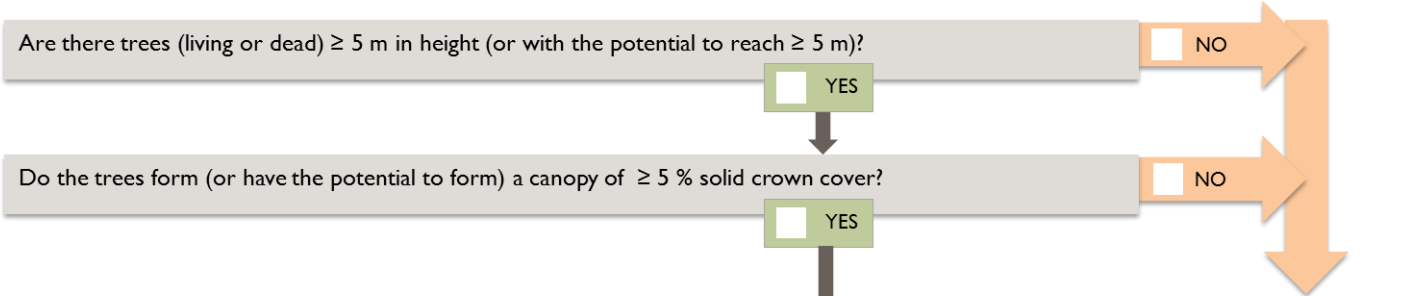 Are there trees (living or dead) ≥ 5 m in height (or with the potential to reach ≥ 5 m)?
NO
YES
Do the trees form (or have the potential to form) a canopy of ≥ 5 % solid crown cover?
NO
YES